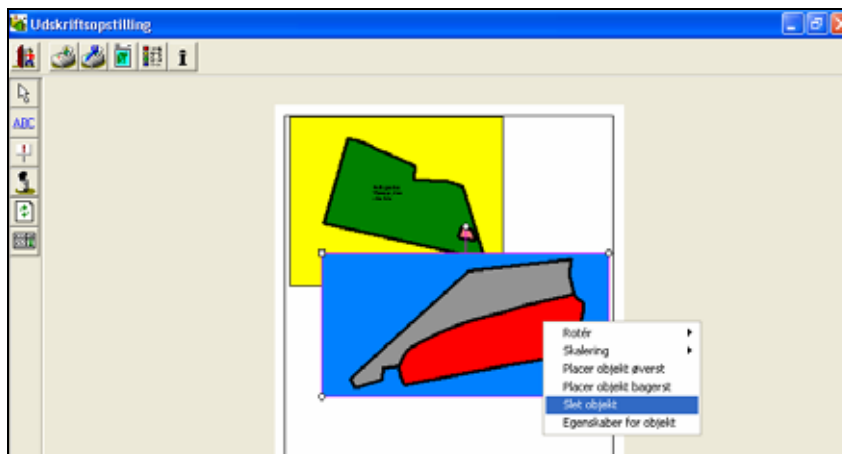 Udskriftsopstilling
i
ABC
Rotér
Skalering
Placer objekt øverst
Placer objekt bagerst
Slet objekt
Egenskaber for objekt